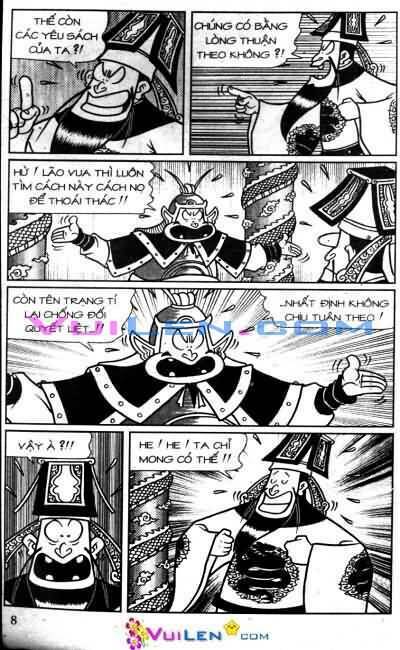 THẾ CÒN
CÁC YÊU SÁCH
CỦA TA ?!
CHÚNG CÓ BẰNG
LÒNG THUẬN
THEO KHÔNG ?!
HỪ ! LÃO VUA THÌ LUÔN
TÌM CÁCH NÀY CÁCH NỌ
ĐỂ THOÁI THÁC !!
CÒN TÊN TRẠNG TÍ
LẠI CHỐNG ĐỐI
QUYẾT LIỆT...
...NHẤT ĐỊNH KHÔNG
CHỊU TUÂN THEO !
VUILEN.COM
VẬY À ?!!
HE ! HE ! TA CHỈ
MONG CÓ THẾ !!
8
VUILEN.COM